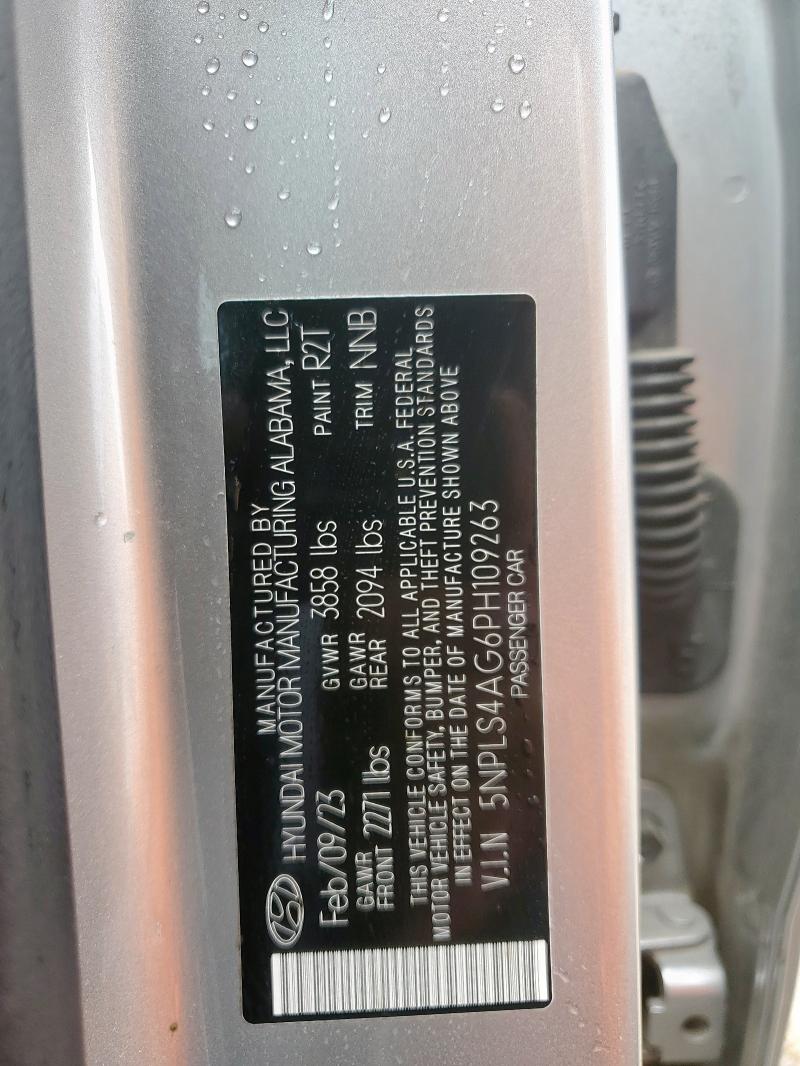 MANUFACTURED BY
HYUNDAI MOTOR MANUFACTURING ALABAMA, LLC
Feb/09/23 GVWR 3858 lbs PAINT R2T
GAWR FRONT 2271 lbs GAWR REAR 2094 lbs TRIM NNB
THIS VEHICLE CONFORMS TO ALL APPLICABLE U.S.A. FEDERAL
MOTOR VEHICLE SAFETY, BUMPER, AND THEFT PREVENTION STANDARDS
IN EFFECT ON THE DATE OF MANUFACTURE SHOWN ABOVE
V.I.N 5NPLS4AG6PH109263
PASSENGER CAR